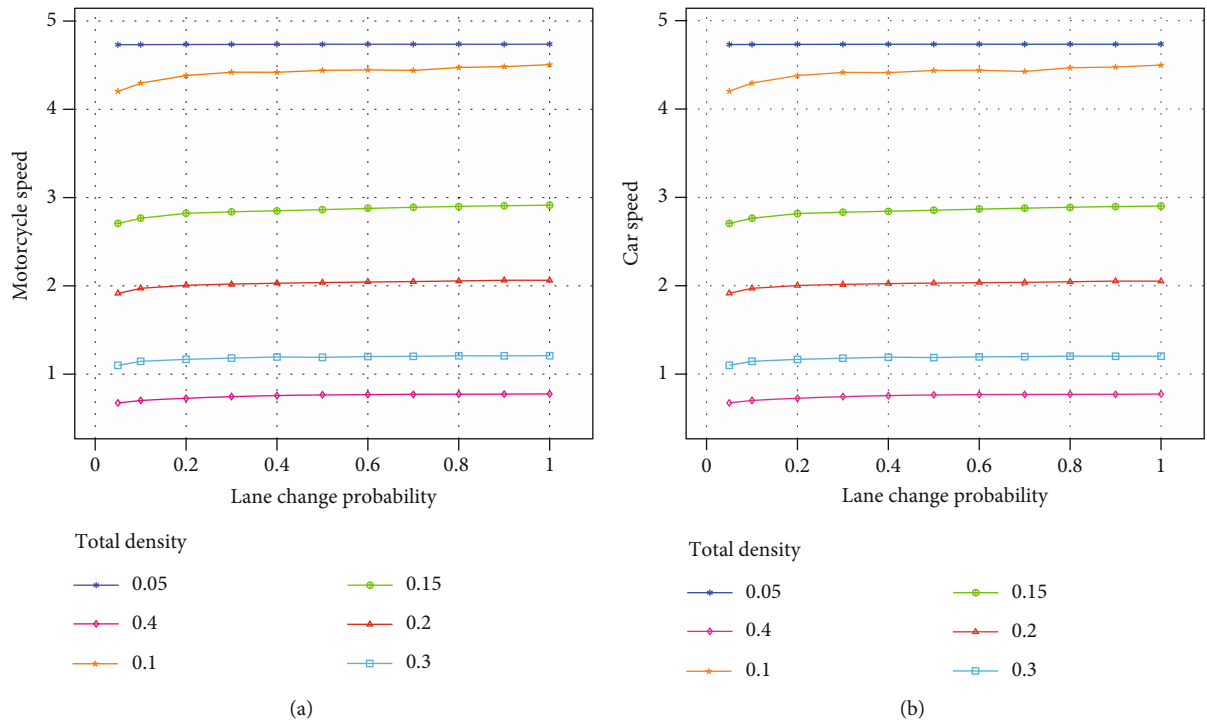 5
4
3
2
1
Motorcycle speed
0 0.2 0.4 0.6 0.8 1
Lane change probability
Total density
0.05 0.15
0.4 0.2
0.1 0.3
(a)
5
4
3
2
1
Car speed
0 0.2 0.4 0.6 0.8 1
Lane change probability
Total density
0.05 0.15
0.4 0.2
0.1 0.3
(b)